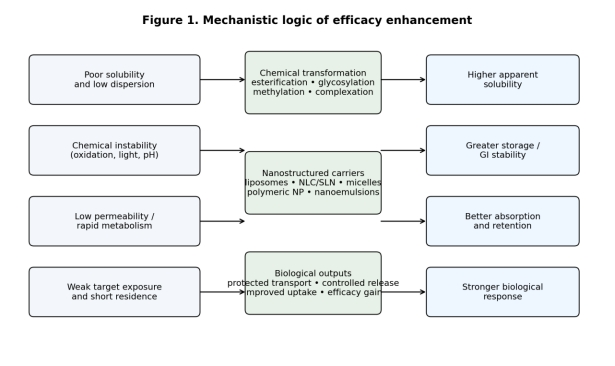 Figure 1. Mechanistic logic of efficacy enhancement
Poor solubility
and low dispersion
Chemical transformation
esterification • glycosylation
methylation • complexation
Higher apparent
solubility
Chemical instability
(oxidation, light, pH)
Greater storage /
GI stability
Nanostructured carriers
liposomes • NLC/SLN • micelles
polymeric NP • nanoemulsions
Low permeability /
rapid metabolism
Better absorption
and retention
Biological outputs
protected transport • controlled release
improved uptake • efficacy gain
Weak target exposure
and short residence
Stronger biological
response